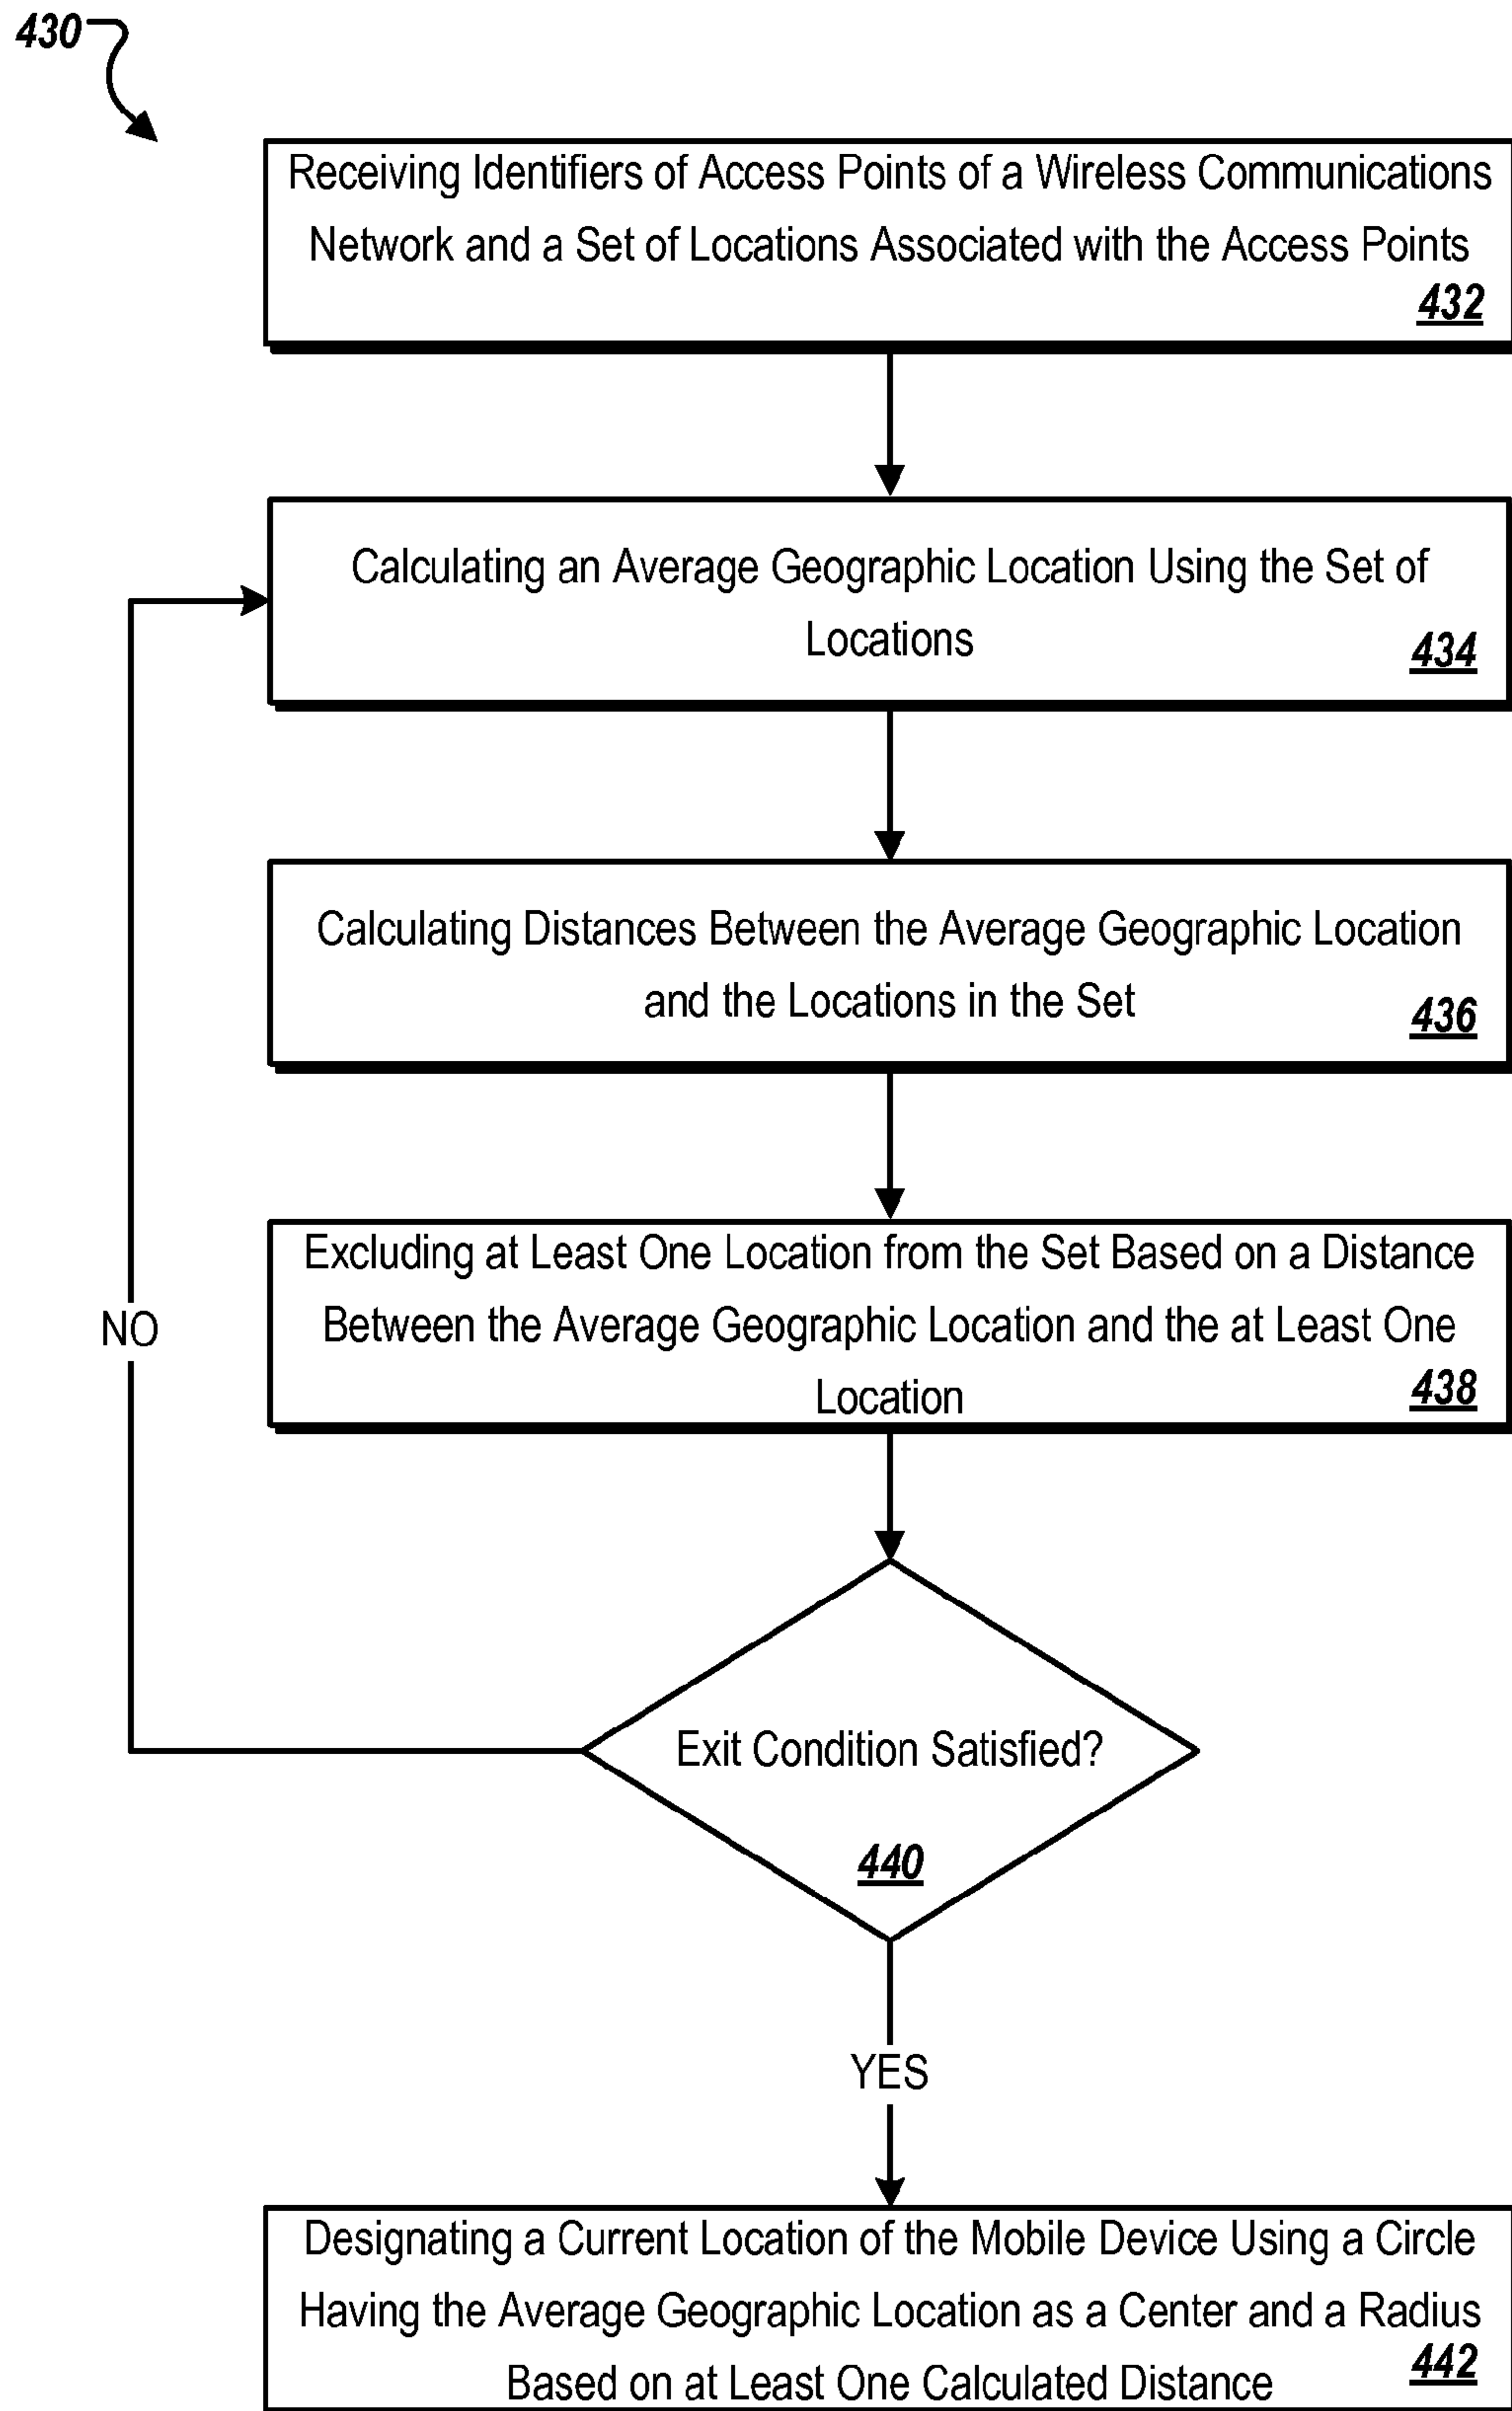 430
Receiving Identifiers of Access Points of a Wireless Communications
Network and a Set of Locations Associated with the Access Points
432
Calculating an Average Geographic Location Using the Set of
Locations
434
Calculating Distances Between the Average Geographic Location
and the Locations in the Set
436
Excluding at Least One Location from the Set Based on a Distance
Between the Average Geographic Location and the at Least One
Location
438
NO
Exit Condition Satisfied?
440
YES
Designating a Current Location of the Mobile Device Using a Circle
Having the Average Geographic Location as a Center and a Radius
Based on at Least One Calculated Distance
442